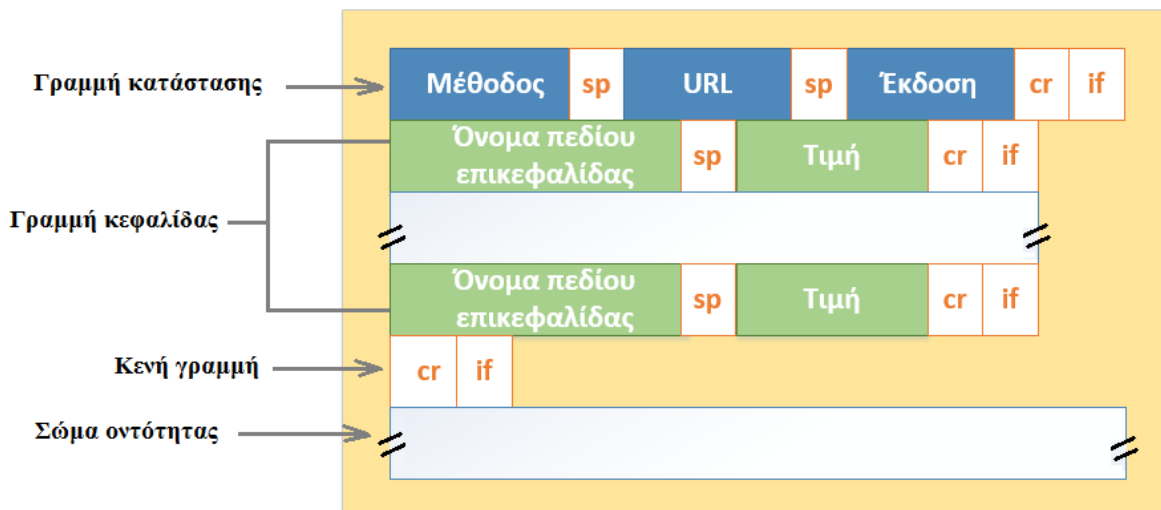 Γραμμή κατάστασης
Μέθοδος sp URL sp Έκδοση cr if
Όνομα πεδίου
επικεφαλίδας
sp Τιμή cr if
Γραμμή κεφαλίδας
Όνομα πεδίου
επικεφαλίδας
sp Τιμή cr if
Κενή γραμμή
cr if
Σώμα οντότητας